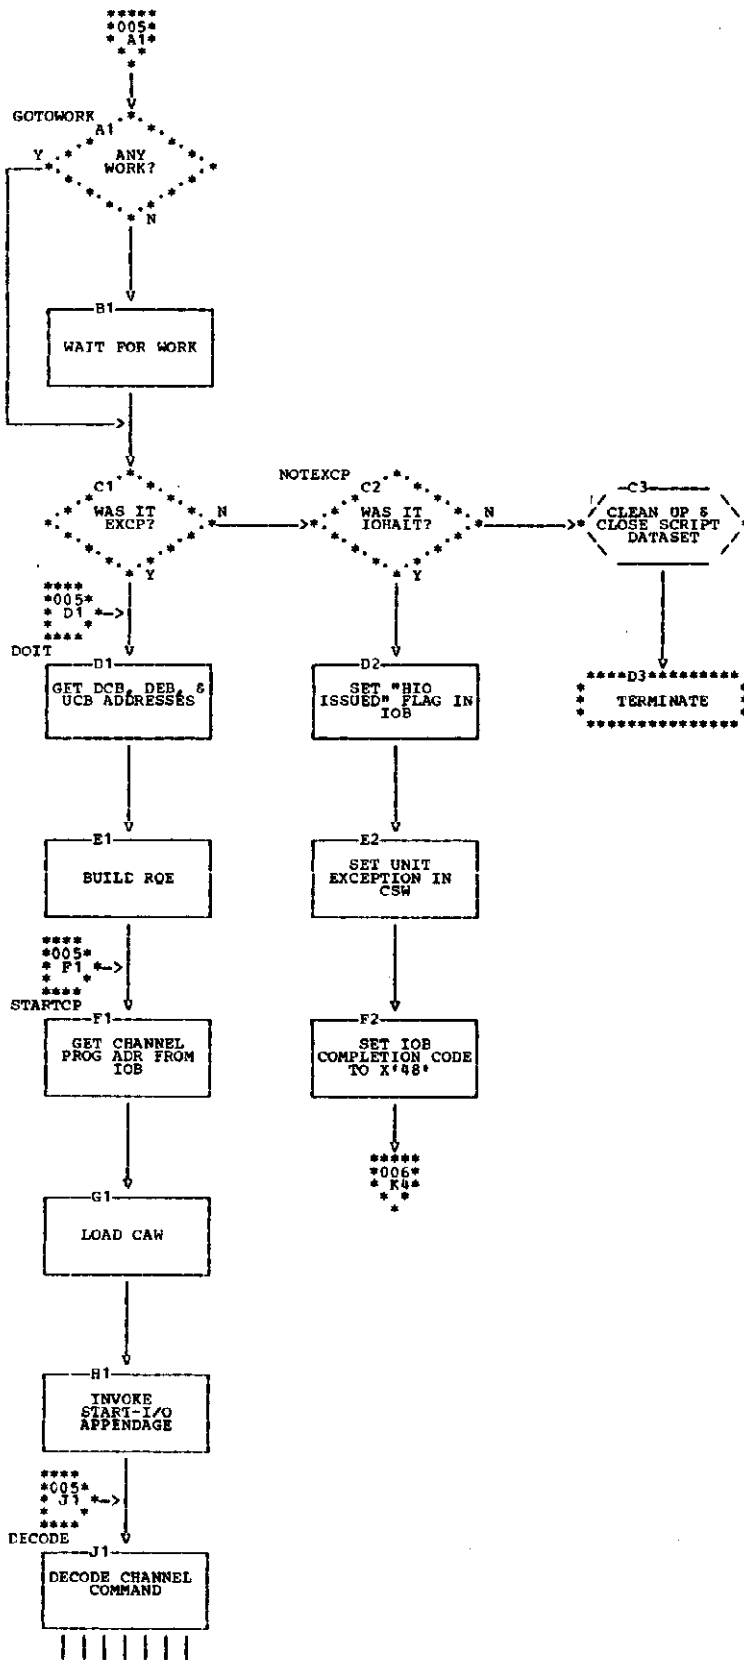 *005*
A1
GOTOWORK
A1
Y
ANY
WORK?
N
B1
WAIT FOR WORK
C1
WAS IT
EXCP?
N
Y
NOTEXCP
C2
WAS IT
IOHALT?
N
Y
C3
CLEAN UP &
CLOSE SCRIPT
DATASET
*005*
D1
DOIT
D1
GET DCB, DEB, &
UCB ADDRESSES
D2
SET "HIO
ISSUED" FLAG IN
IOB
D3
TERMINATE
E1
BUILD RQE
E2
SET UNIT
EXCEPTION IN
CSW
*005*
F1
STARTCP
F1
GET CHANNEL
PROG ADR FROM
IOB
F2
SET IOB
COMPLETION CODE
TO X'48'
*006*
K4
G1
LOAD CAW
H1
INVOKE
START-I/O
APPENDAGE
*005*
J1
DECODE
J1
DECODE CHANNEL
COMMAND